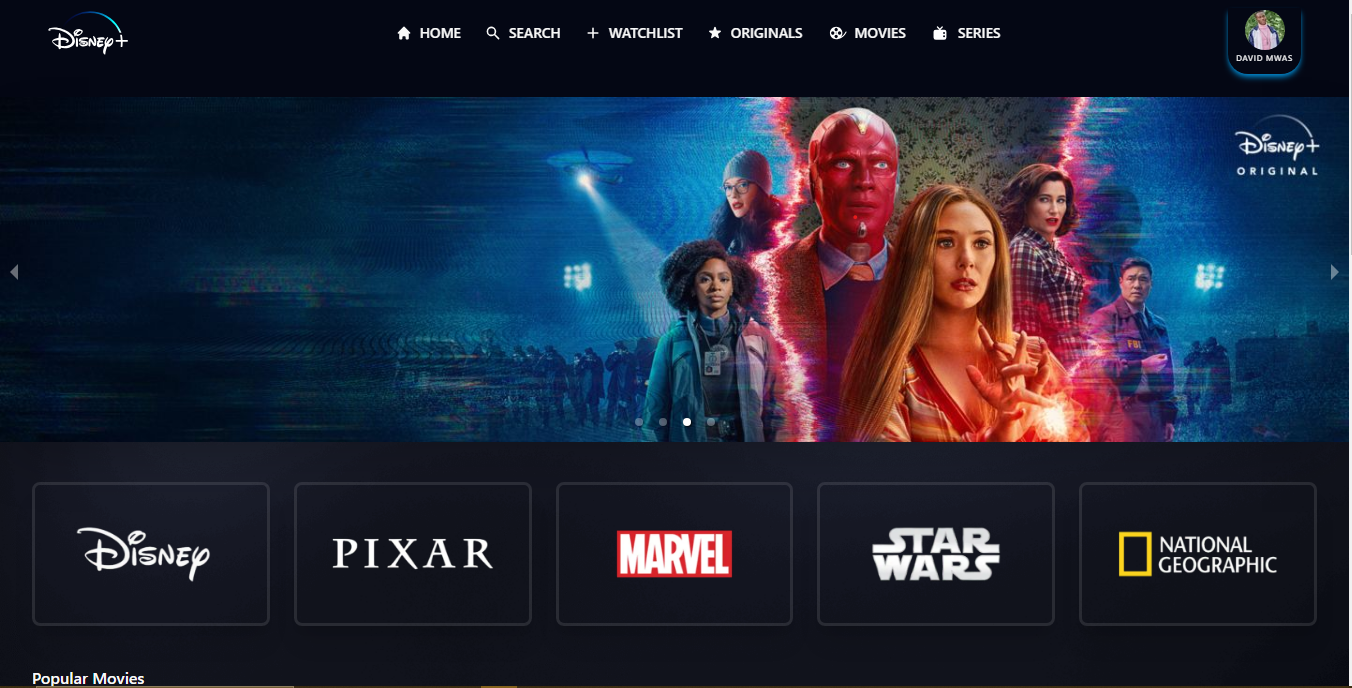 Disney+
HOME
SEARCH
WATCHLIST
ORIGINALS
MOVIES
SERIES
DAVID MWAS
Disney+
ORIGINAL
FBI
Disney
PIXAR
MARVEL
STAR
WARS
NATIONAL
GEOGRAPHIC
Popular Movies